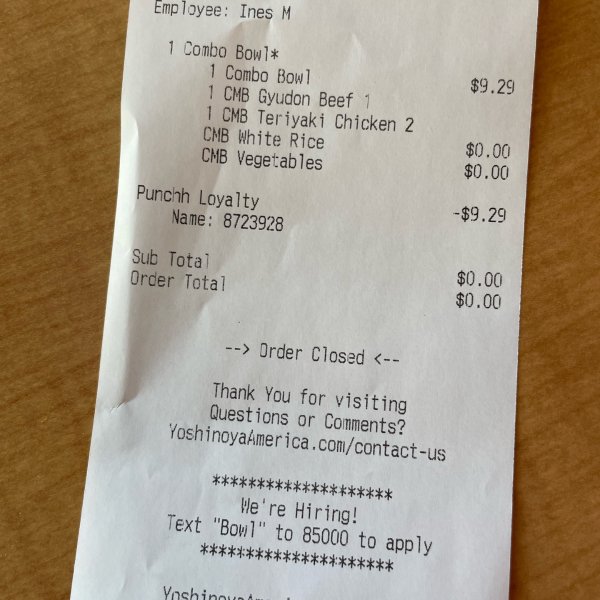 Employee: Ines M
1 Combo Bowl*
1 Combo Bowl $9.29
1 CMB Gyudon Beef 1
1 CMB Teriyaki Chicken 2
CMB White Rice $0.00
CMB Vegetables $0.00
Punchh Loyalty -$9.29
Name: 8723928
Sub Total $0.00
Order Total $0.00
--> Order Closed <--
Thank You for visiting
Questions or Comments?
YoshinoyaAmerica.com/contact-us
********************
We're Hiring!
Text "Bowl" to 85000 to apply
*********************